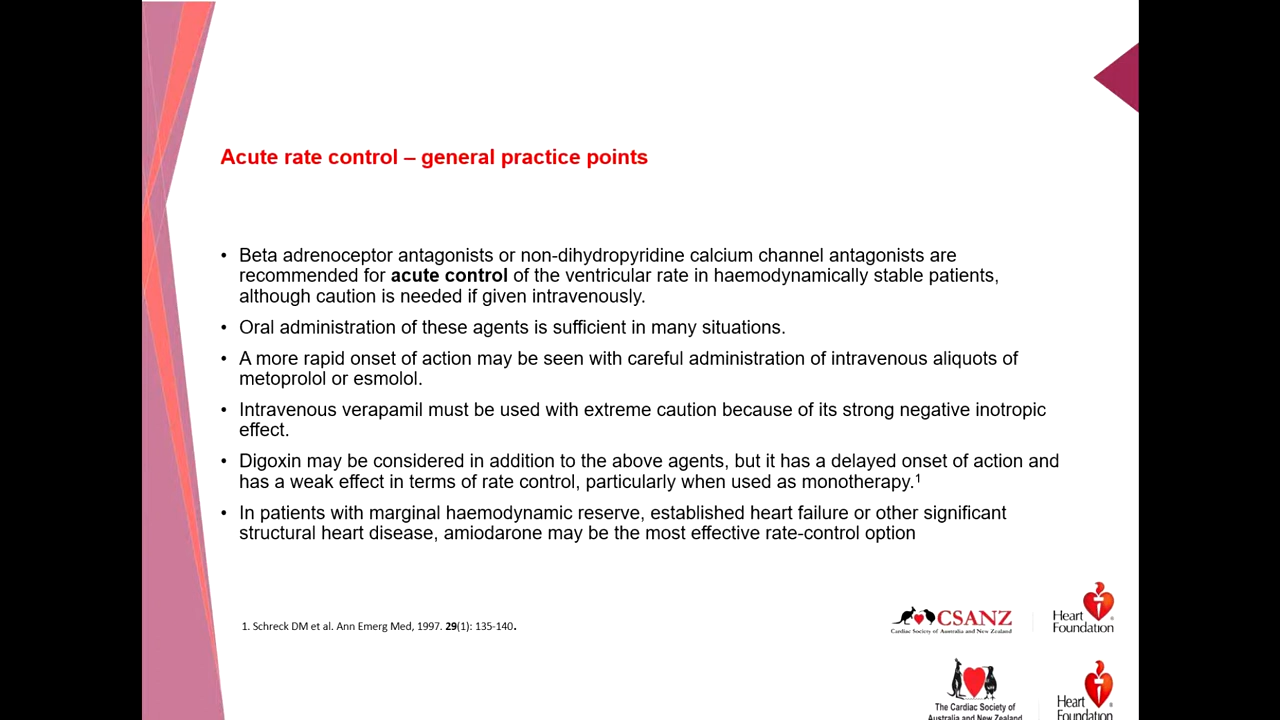 Acute rate control – general practice points
• Beta adrenoceptor antagonists or non-dihydropyridine calcium channel antagonists are
recommended for acute control of the ventricular rate in haemodynamically stable patients,
although caution is needed if given intravenously.
• Oral administration of these agents is sufficient in many situations.
• A more rapid onset of action may be seen with careful administration of intravenous aliquots of
metoprolol or esmolol.
• Intravenous verapamil must be used with extreme caution because of its strong negative inotropic
effect.
• Digoxin may be considered in addition to the above agents, but it has a delayed onset of action and
has a weak effect in terms of rate control, particularly when used as monotherapy.¹
• In patients with marginal haemodynamic reserve, established heart failure or other significant
structural heart disease, amiodarone may be the most effective rate-control option
1. Schreck DM et al. Ann Emerg Med, 1997. 29(1): 135-140.
CSANZ
Cardiac Society of Australia and New Zealand
Heart
Foundation
The Cardiac Society of
Australia and New Zealand
Heart
Foundation